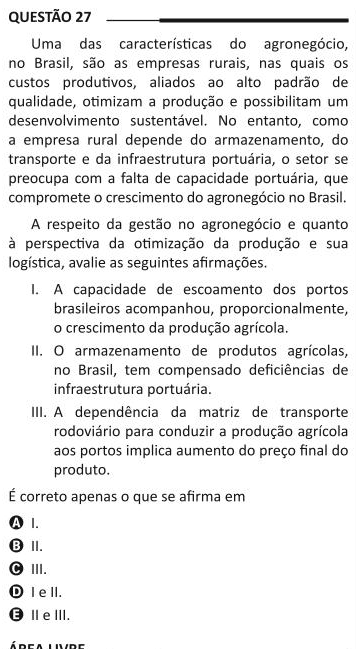 QUESTÃO 27
Uma das características do agronegócio,
no Brasil, são as empresas rurais, nas quais os
custos produtivos, aliados ao alto padrão de
qualidade, otimizam a produção e possibilitam um
desenvolvimento sustentável. No entanto, como
a empresa rural depende do armazenamento, do
transporte e da infraestrutura portuária, o setor se
preocupa com a falta de capacidade portuária, que
compromete o crescimento do agronegócio no Brasil.
A respeito da gestão no agronegócio e quanto
à perspectiva da otimização da produção e sua
logística, avalie as seguintes afirmações.
I. A capacidade de escoamento dos portos
brasileiros acompanhou, proporcionalmente,
o crescimento da produção agrícola.
II. O armazenamento de produtos agrícolas,
no Brasil, tem compensado deficiências de
infraestrutura portuária.
III. A dependência da matriz de transporte
rodoviário para conduzir a produção agrícola
aos portos implica aumento do preço final do
produto.
É correto apenas o que se afirma em
A I.
B II.
C III.
D I e II.
E II e III.
ÁREA LIVRE